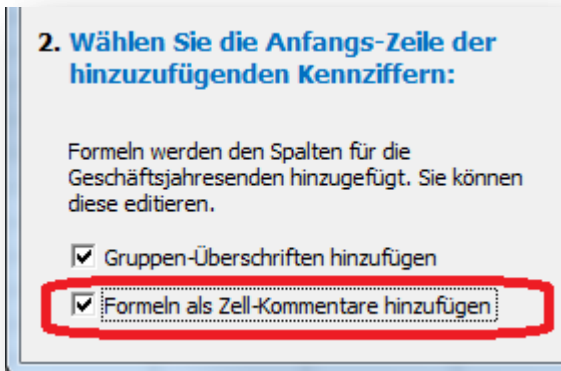 2. Wählen Sie die Anfangs-Zeile der
hinzuzufügenden Kennziffern:
Formeln werden den Spalten für die
Geschäftsjahresenden hinzugefügt. Sie können
diese editieren.
Gruppen-Überschriften hinzufügen
Formeln als Zell-Kommentare hinzufügen